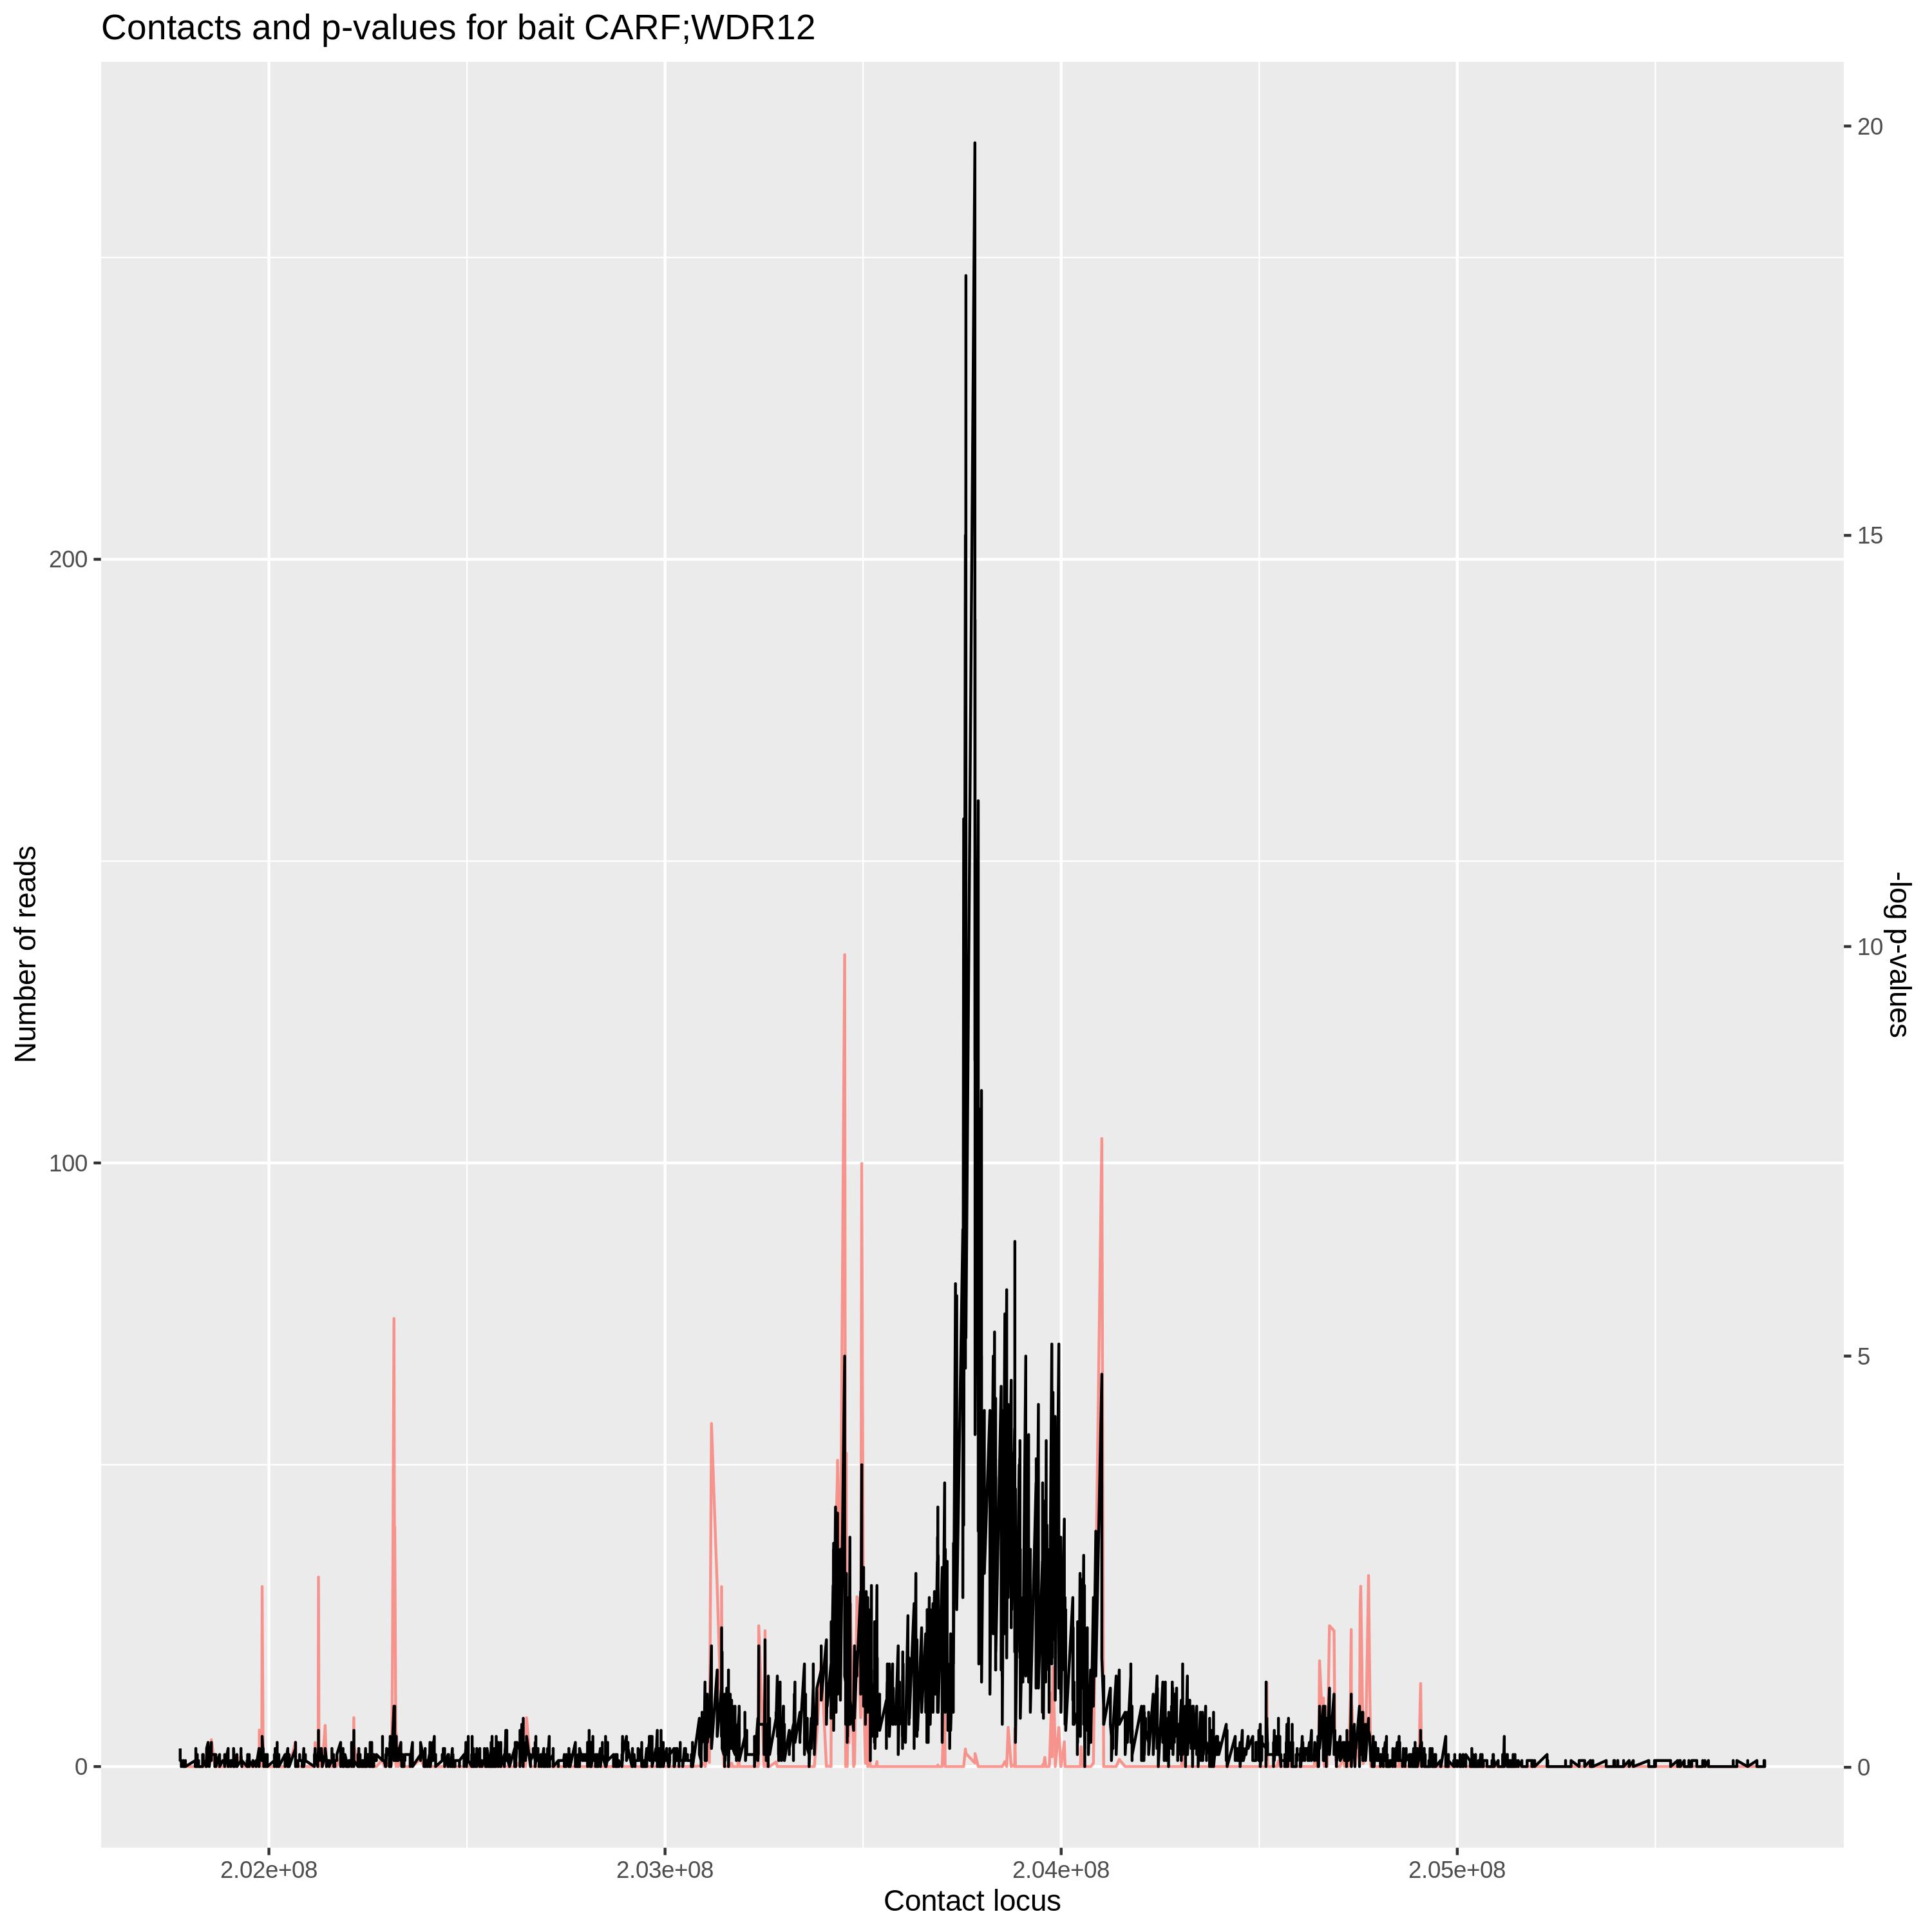 Contacts and p-values for bait CARF;WDR12
Number of reads
200
100
0
20
15
10
5
0
-log p-values
2.02e+08
2.03e+08
2.04e+08
2.05e+08
Contact locus